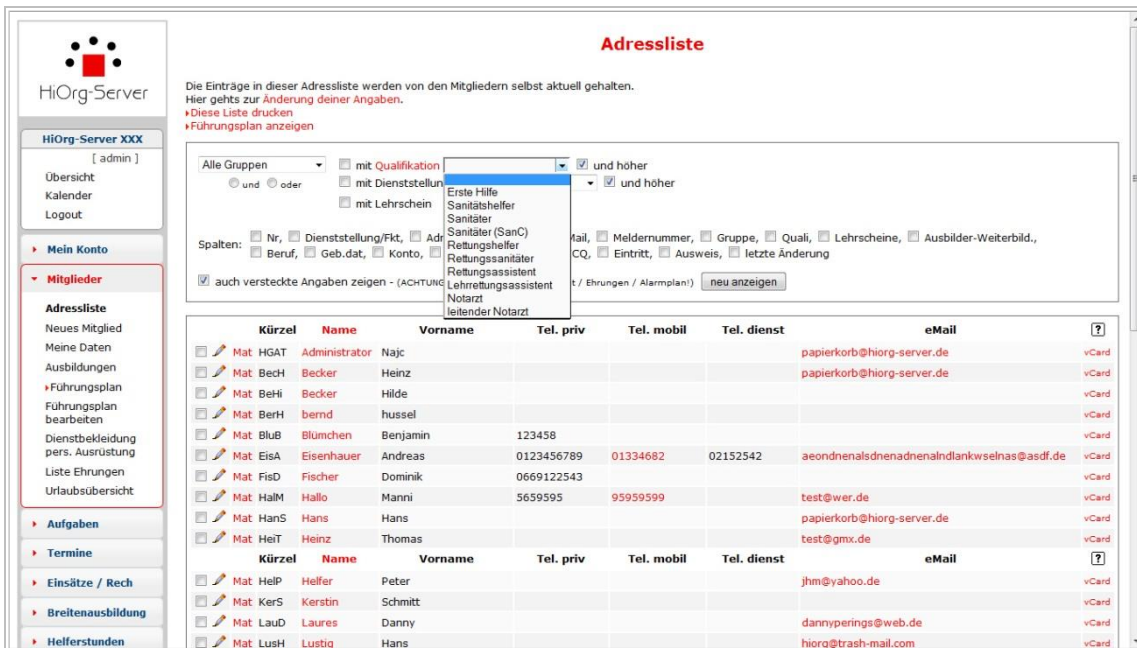 HiOrg-Server
HiOrg-Server XXX
[ admin ]
Übersicht
Kalender
Logout
Mein Konto
Mitglieder
Adressliste
Neues Mitglied
Meine Daten
Ausbildungen
Führungsplan
Führungsplan
bearbeiten
Dienstbekleidung
pers. Ausrüstung
Liste Ehrungen
Urlaubsübersicht
Aufgaben
Termine
Einsätze / Rech
Breitenausbildung
Helferstunden
Adressliste
Die Einträge in dieser Adressliste werden von den Mitgliedern selbst aktuell gehalten.
Hier gehts zur Änderung deiner Angaben.
Diese Liste drucken
Führungsplan anzeigen
Alle Gruppen mit Qualifikation und höher
und oder mit Dienststellun und höher
mit Lehrschein
Erste Hilfe
Sanitätshelfer
Sanitäter
Sanitäter (SanC)
Rettungshelfer
Rettungssanitäter
Rettungsassistent
Lehrrettungsassistent
Notarzt
leitender Notarzt
Spalten: Nr, Dienststellung/Fkt, Adr Mail, Meldernummer, Gruppe, Quali, Lehrscheine, Ausbilder-Weiterbild.,
Beruf, Geb.dat, Konto, CQ, Eintritt, Ausweis, letzte Änderung
auch versteckte Angaben zeigen - (ACHTUNG t / Ehrungen / Alarmplan!) neu anzeigen
Kürzel Name Vorname Tel. priv Tel. mobil Tel. dienst eMail ?
Mat HGAT Administrator Najc papierkorb@hiorg-server.de vCard
Mat BecH Becker Heinz papierkorb@hiorg-server.de vCard
Mat BeHi Becker Hilde vCard
Mat BerH bernd hussel vCard
Mat BluB Blümchen Benjamin 123458 vCard
Mat EisA Eisenhauer Andreas 0123456789 01334682 02152542 aeondnenalsdnenadnenalndlankwselnas@asdf.de vCard
Mat FisD Fischer Dominik 0669122543 vCard
Mat HalM Hallo Manni 5659595 95959599 test@wer.de vCard
Mat HanS Hans Hans papierkorb@hiorg-server.de vCard
Mat HeiT Heinz Thomas test@gmx.de vCard
Kürzel Name Vorname Tel. priv Tel. mobil Tel. dienst eMail ?
Mat HelP Helfer Peter jhm@yahoo.de vCard
Mat KerS Kerstin Schmitt vCard
Mat LauD Laures Danny dannyperings@web.de vCard
Mat LusH Lustig Hans hiorg@trash-mail.com vCard